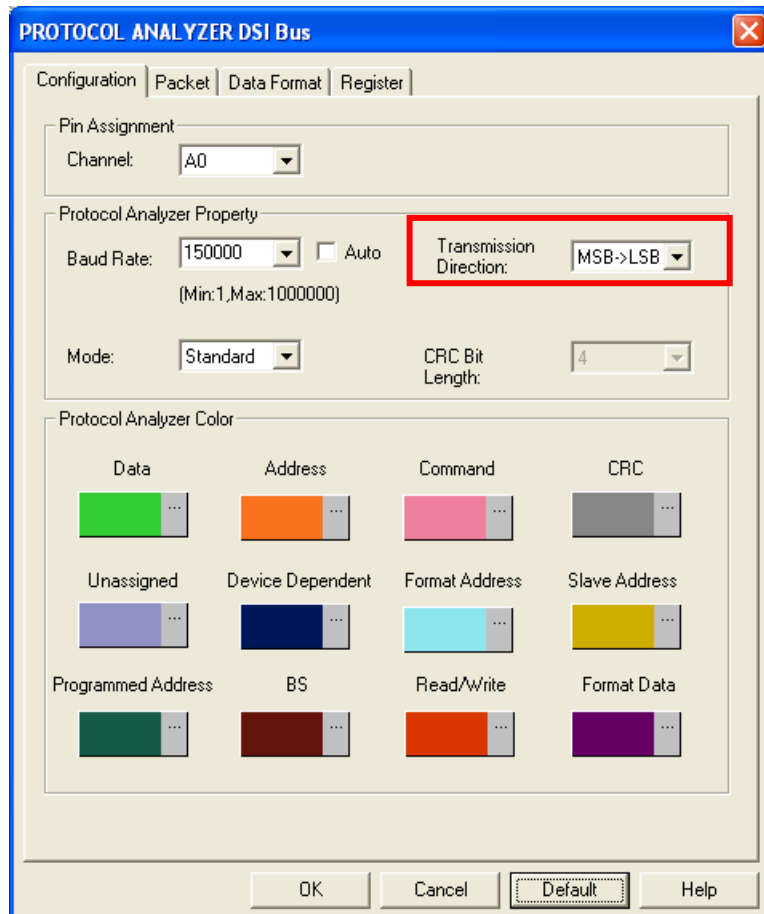 PROTOCOL ANALYZER DSI Bus
Configuration Packet Data Format Register
Pin Assignment
Channel: A0
Protocol Analyzer Property
Baud Rate: 150000 Auto Transmission Direction: MSB->LSB
(Min:1,Max:1000000)
Mode: Standard CRC Bit Length: 4
Protocol Analyzer Color
Data Address Command CRC
... ... ... ...
Unassigned Device Dependent Format Address Slave Address
... ... ... ...
Programmed Address BS Read/Write Format Data
... ... ... ...
OK Cancel Default Help